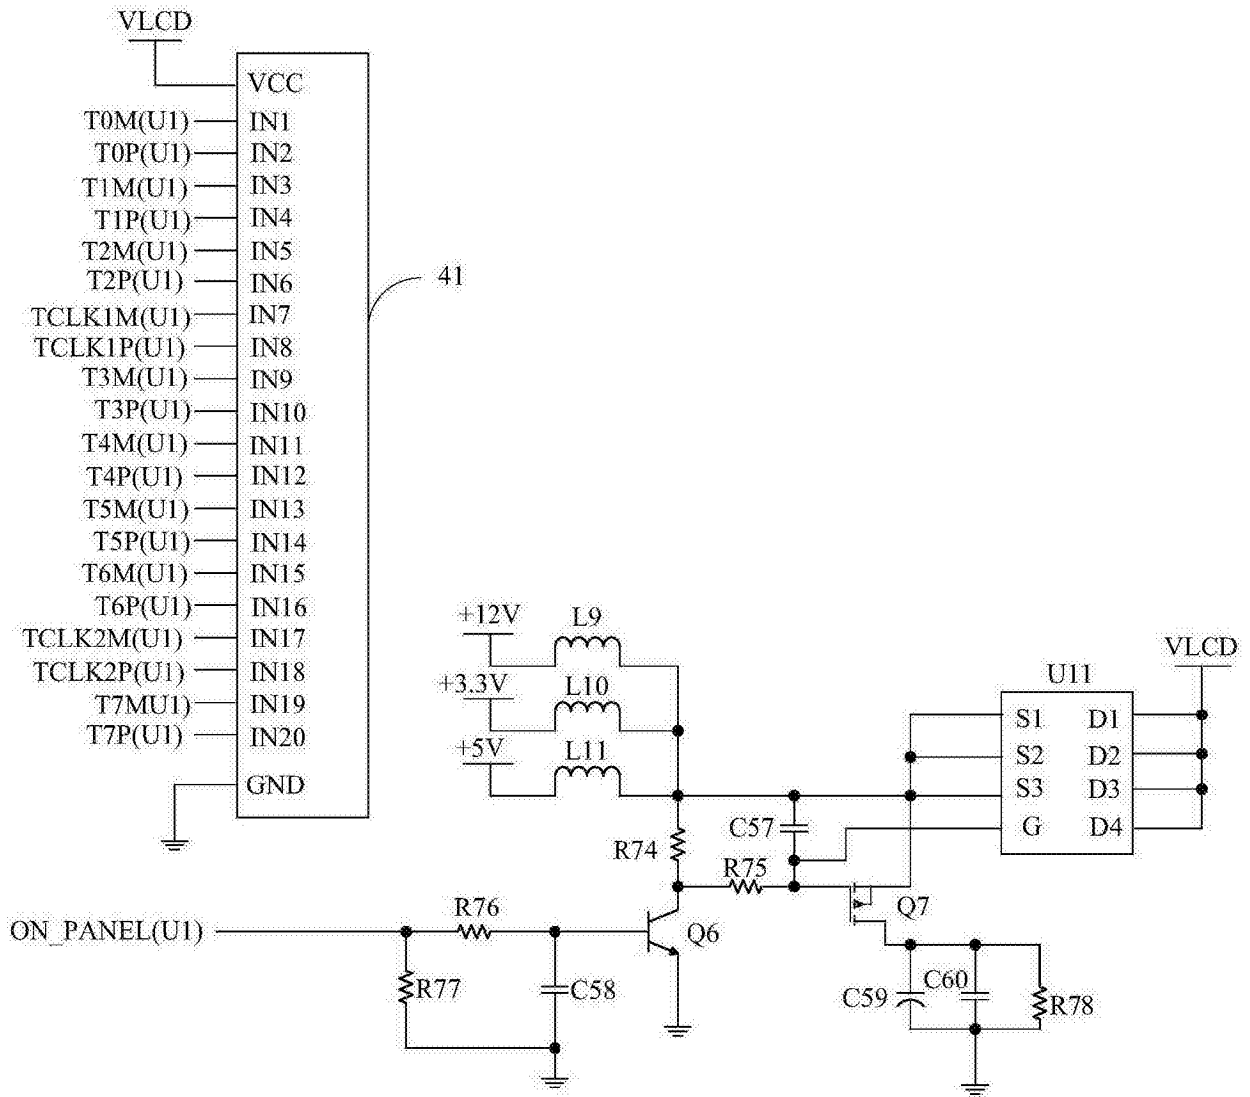 VLCD
VCC
T0M(U1) IN1
T0P(U1) IN2
T1M(U1) IN3
T1P(U1) IN4
T2M(U1) IN5
T2P(U1) IN6
41
TCLK1M(U1) IN7
TCLK1P(U1) IN8
T3M(U1) IN9
T3P(U1) IN10
T4M(U1) IN11
T4P(U1) IN12
T5M(U1) IN13
T5P(U1) IN14
T6M(U1) IN15
T6P(U1) IN16
TCLK2M(U1) IN17
TCLK2P(U1) IN18
T7MU1) IN19
T7P(U1) IN20
GND
+12V L9
+3.3V L10
+5V L11
VLCD
U11
S1 D1
S2 D2
S3 D3
G D4
C57
R74
R75
Q7
ON_PANEL(U1)
R76
Q6
R77
C58
C59
C60
R78